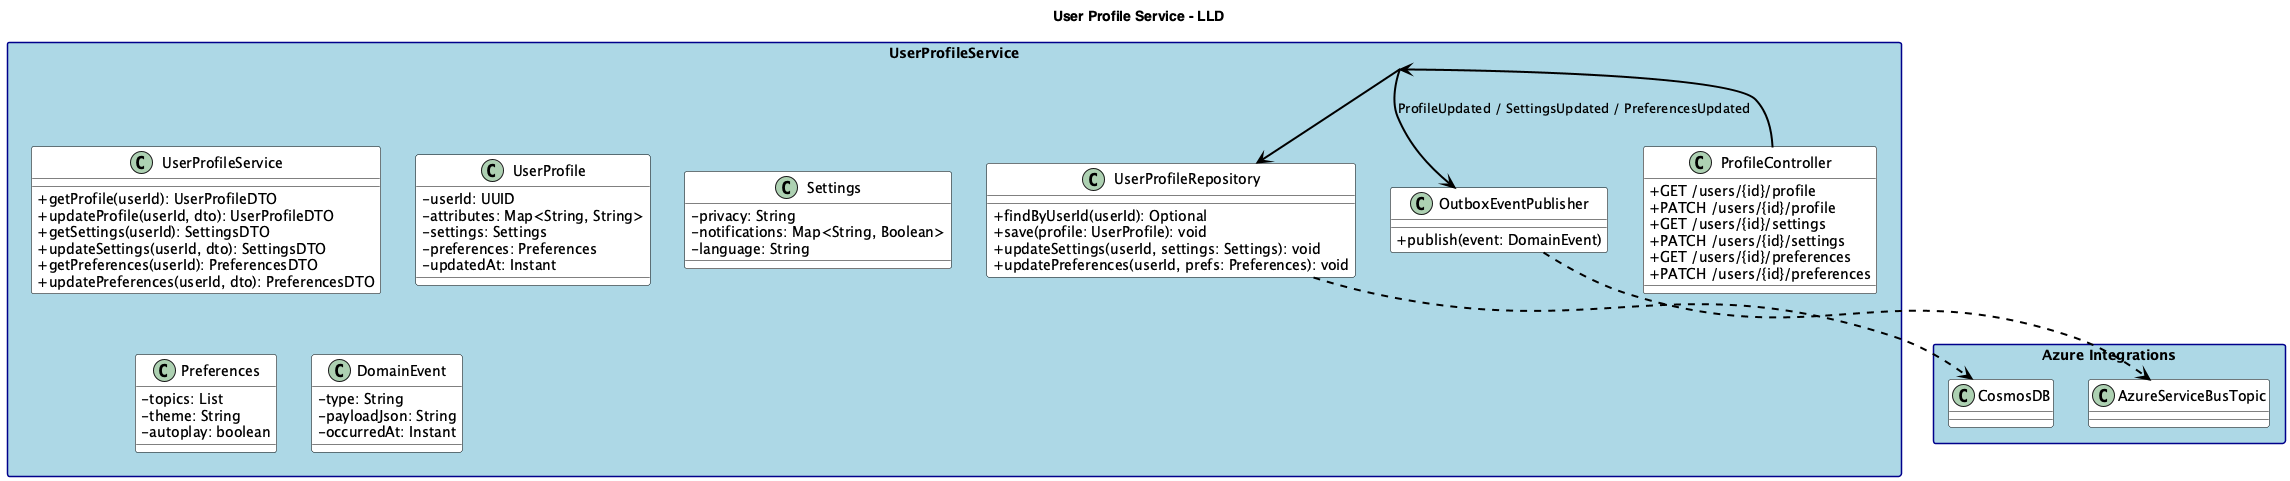 User Profile Service - LLD
UserProfileService
ProfileUpdated / SettingsUpdated / PreferencesUpdated
C UserProfileService
+getProfile(userId): UserProfileDTO
+updateProfile(userId, dto): UserProfileDTO
+getSettings(userId): SettingsDTO
+updateSettings(userId, dto): SettingsDTO
+getPreferences(userId): PreferencesDTO
+updatePreferences(userId, dto): PreferencesDTO
C UserProfile
-userId: UUID
-attributes: Map<String, String>
-settings: Settings
-preferences: Preferences
-updatedAt: Instant
C Settings
-privacy: String
-notifications: Map<String, Boolean>
-language: String
C UserProfileRepository
+findByUserId(userId): Optional
+save(profile: UserProfile): void
+updateSettings(userId, settings: Settings): void
+updatePreferences(userId, prefs: Preferences): void
C OutboxEventPublisher
+publish(event: DomainEvent)
C ProfileController
+GET /users/{id}/profile
+PATCH /users/{id}/profile
+GET /users/{id}/settings
+PATCH /users/{id}/settings
+GET /users/{id}/preferences
+PATCH /users/{id}/preferences
C Preferences
-topics: List
-theme: String
-autoplay: boolean
C DomainEvent
-type: String
-payloadJson: String
-occurredAt: Instant
Azure Integrations
C CosmosDB
C AzureServiceBusTopic